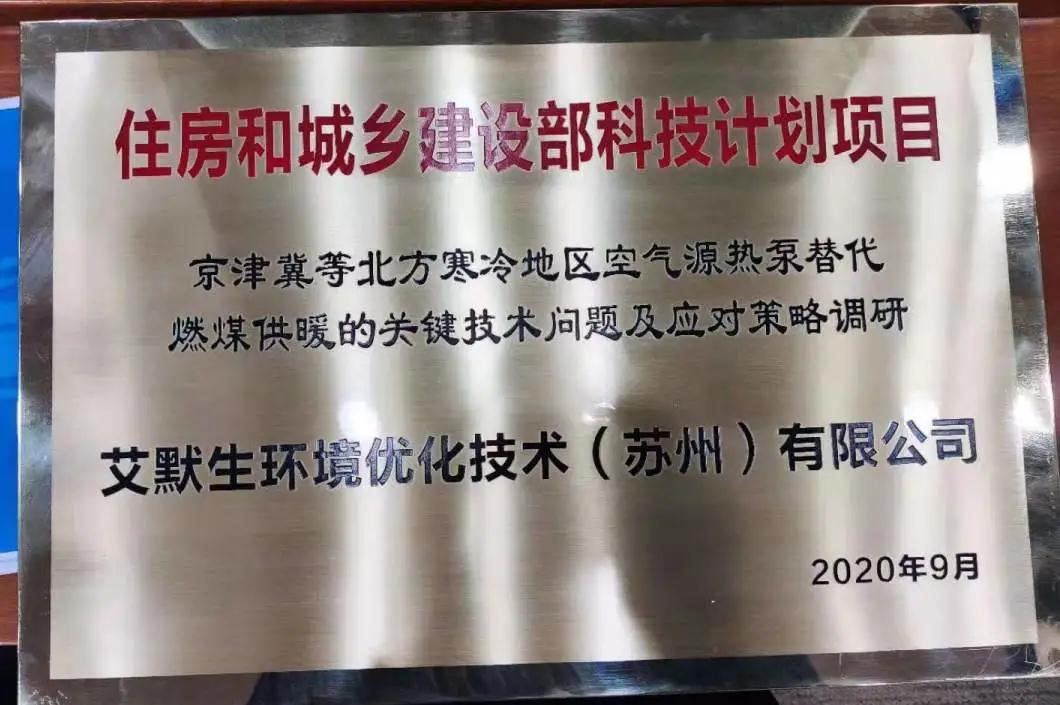 住房和城乡建设部科技计划项目
京津冀等北方寒冷地区空气源热泵替代
燃煤供暖的关键技术问题及应对策略调研
艾默生环境优化技术（苏州）有限公司
2020年9月